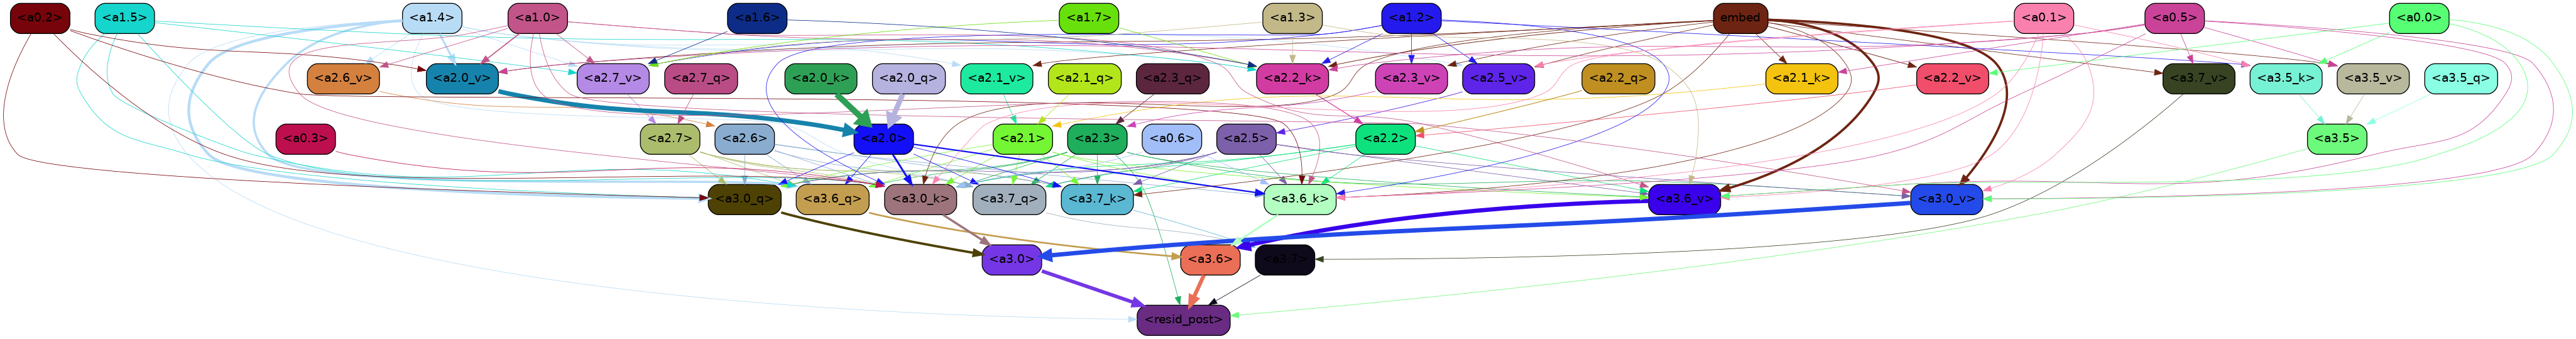 <a0.2> <a1.5> <a1.4> <a1.0> <a1.6> <a1.7> <a1.3> <a1.2> embed <a0.1> <a0.5> <a0.0>
<a2.6_v> <a2.0_v> <a2.7_v> <a2.7_q> <a2.0_k> <a2.0_q> <a2.1_v> <a2.1_q> <a2.3_q> <a2.2_k> <a2.3_v> <a2.5_v> <a2.2_q> <a2.1_k> <a2.2_v> <a3.7_v> <a3.5_k> <a3.5_v> <a3.5_q>
<a0.3> <a2.7> <a2.6> <a2.0> <a2.1> <a2.3> <a0.6> <a2.5> <a2.2> <a3.5>
<a3.0_q> <a3.6_q> <a3.0_k> <a3.7_q> <a3.7_k> <a3.6_k> <a3.6_v> <a3.0_v>
<a3.0> <a3.6> <a3.7>
<resid_post>